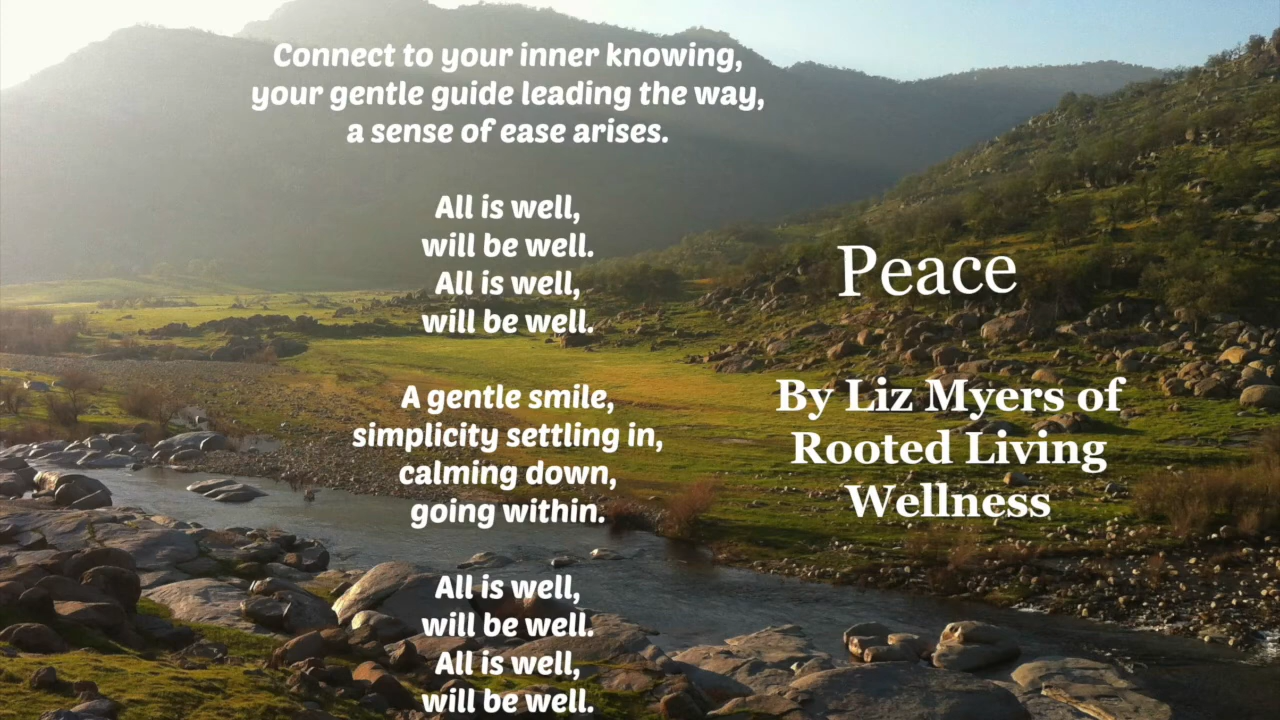 Connect to your inner knowing,
your gentle guide leading the way,
a sense of ease arises.
All is well,
will be well.
All is well,
will be well.
A gentle smile,
simplicity settling in,
calming down,
going within.
All is well,
will be well.
All is well,
will be well.
Peace
By Liz Myers of
Rooted Living
Wellness